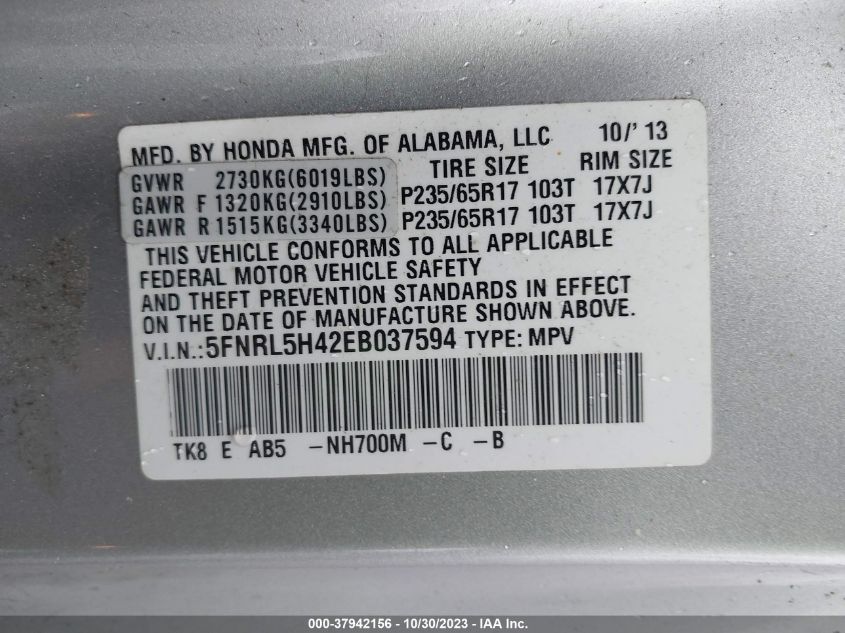 MFD. BY HONDA MFG. OF ALABAMA, LLC 10/'13
TIRE SIZE RIM SIZE
GVWR 2730KG(6019LBS)
GAWR F 1320KG(2910LBS) P235/65R17 103T 17X7J
GAWR R 1515KG(3340LBS) P235/65R17 103T 17X7J
THIS VEHICLE CONFORMS TO ALL APPLICABLE
FEDERAL MOTOR VEHICLE SAFETY
AND THEFT PREVENTION STANDARDS IN EFFECT
ON THE DATE OF MANUFACTURE SHOWN ABOVE.
V.I.N.:5FNRL5H42EB037594 TYPE: MPV
TK8 E AB5 -NH700M -C -B
000-37942156 - 10/30/2023 - IAA Inc.